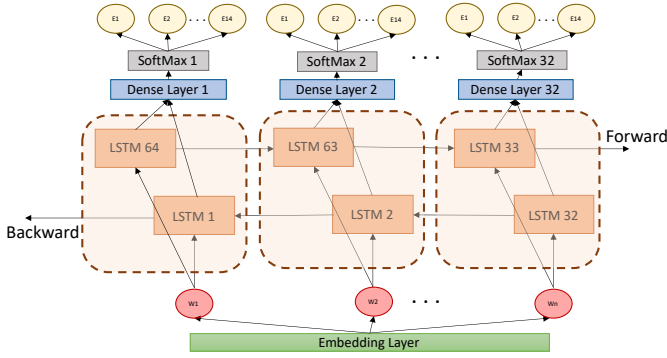 E1 E2 E14 E1 E2 E14 E1 E2 E14
SoftMax 1 SoftMax 2 . . . SoftMax 32
Dense Layer 1 Dense Layer 2 Dense Layer 32
LSTM 64 LSTM 63 LSTM 33 Forward
LSTM 1 LSTM 2 LSTM 32
Backward
W1 W2 . . . Wn
Embedding Layer